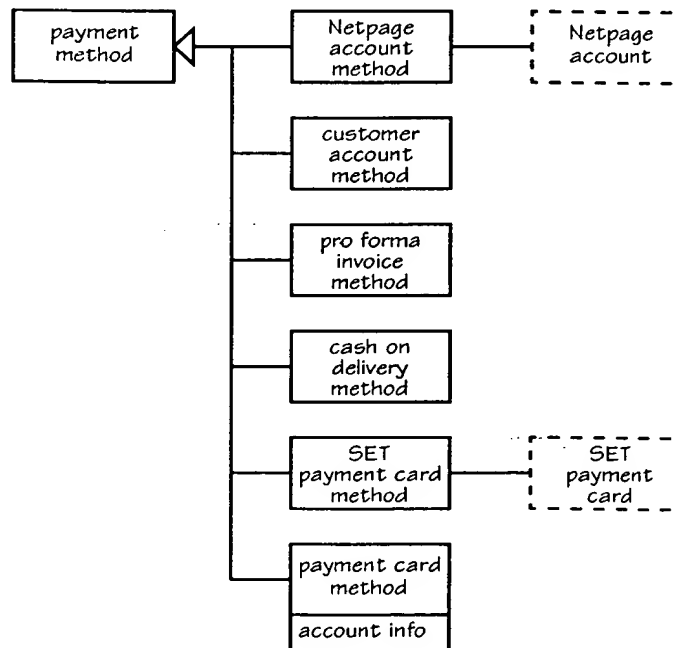 payment
method
Netpage
account
method
Netpage
account
customer
account
method
pro forma
invoice
method
cash on
delivery
method
SET
payment card
method
SET
payment
card
payment card
method
account info